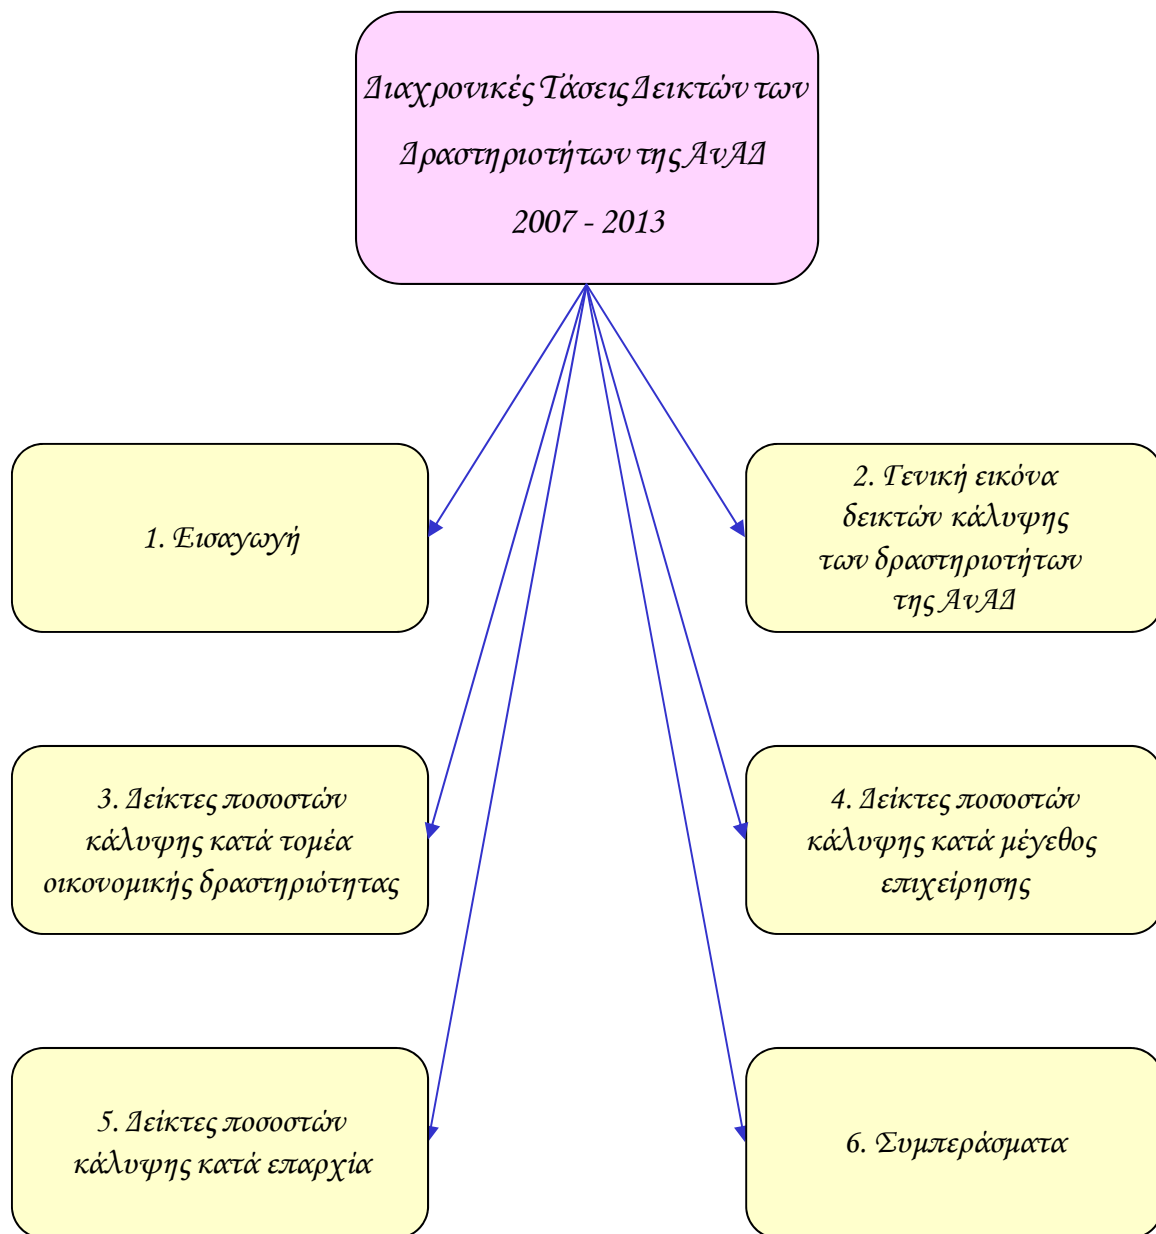 Διαχρονικές Τάσεις Δεικτών των
Δραστηριοτήτων της ΑνΑΔ
2007 - 2013
1. Εισαγωγή
2. Γενική εικόνα
δεικτών κάλυψης
των δραστηριοτήτων
της ΑνΑΔ
3. Δείκτες ποσοστών
κάλυψης κατά τομέα
οικονομικής δραστηριότητας
4. Δείκτες ποσοστών
κάλυψης κατά μέγεθος
επιχείρησης
5. Δείκτες ποσοστών
κάλυψης κατά επαρχία
6. Συμπεράσματα